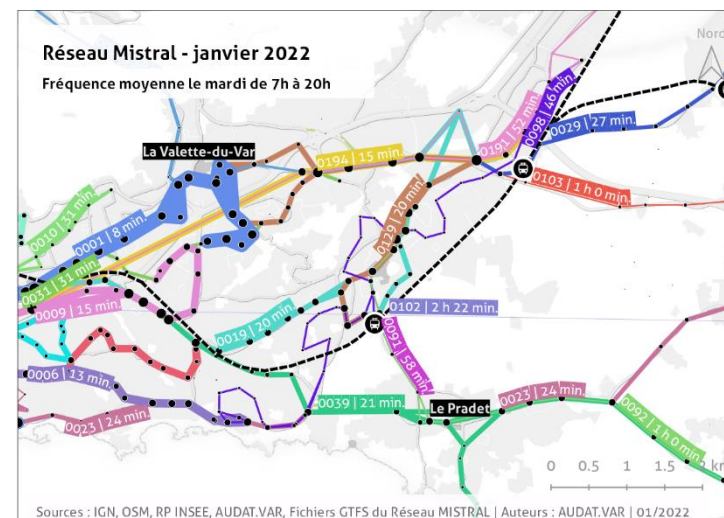 Réseau Mistral - janvier 2022
Fréquence moyenne le mardi de 7h à 20h
Nord
0191 | 52 min.
0098 | 46 min.
0029 | 27 min.
La Valette-du-Var
0194 | 15 min.
0103 | 1 h 0 min.
0010 | 31 min.
0001 | 8 min.
0129 | 20 min.
0031 | 31 min.
0009 | 15 min.
0019 | 20 min.
0102 | 2 h 22 min.
0091 | 58 min.
0006 | 13 min.
0023 | 24 min.
0039 | 21 min.
Le Pradet
0023 | 24 min.
0092 | 1 h 0 min.
0 0.5 1 2 km
Sources : IGN, OSM, RP INSEE, AUDAT.VAR, Fichiers GTFS du Réseau MISTRAL | Auteurs : AUDAT.VAR | 01/2022